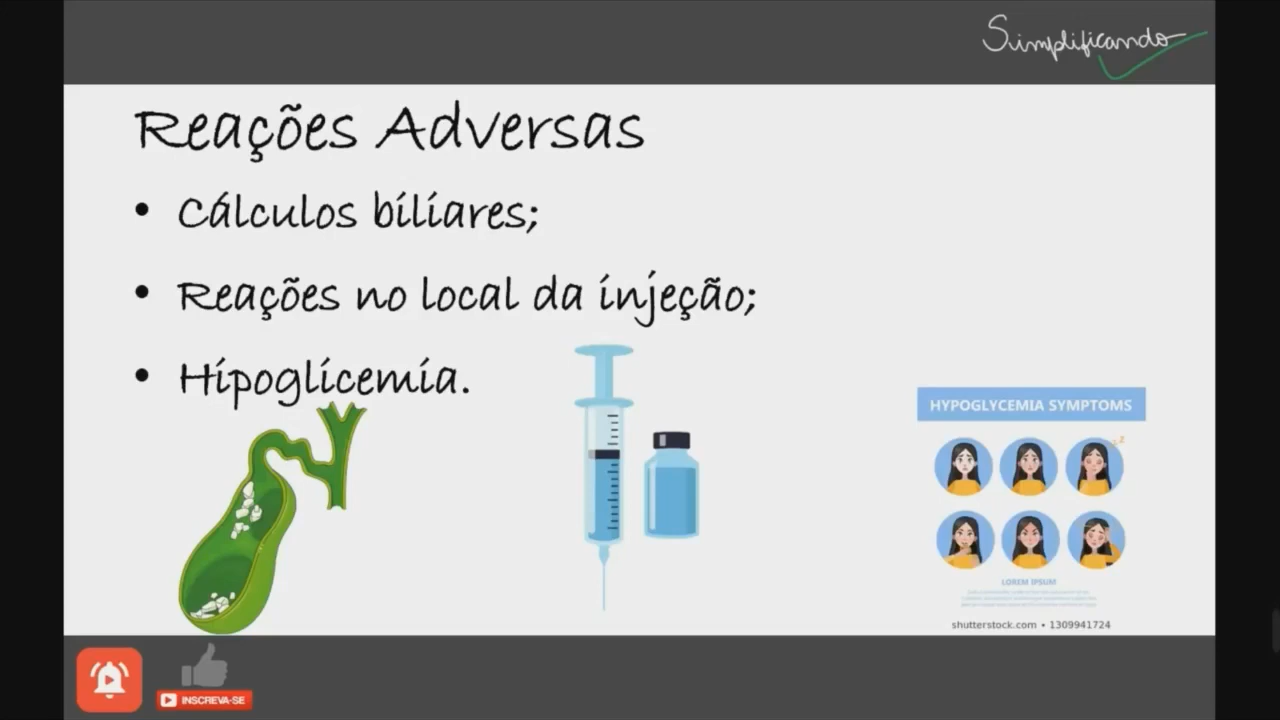 Simplificando
Reações Adversas
• Cálculos biliares;
• Reações no local da injeção;
• Hipoglicemia.
HYPOGLYCEMIA SYMPTOMS
z z
LOREM IPSUM
shutterstock.com • 1309941724
INSCREVA-SE